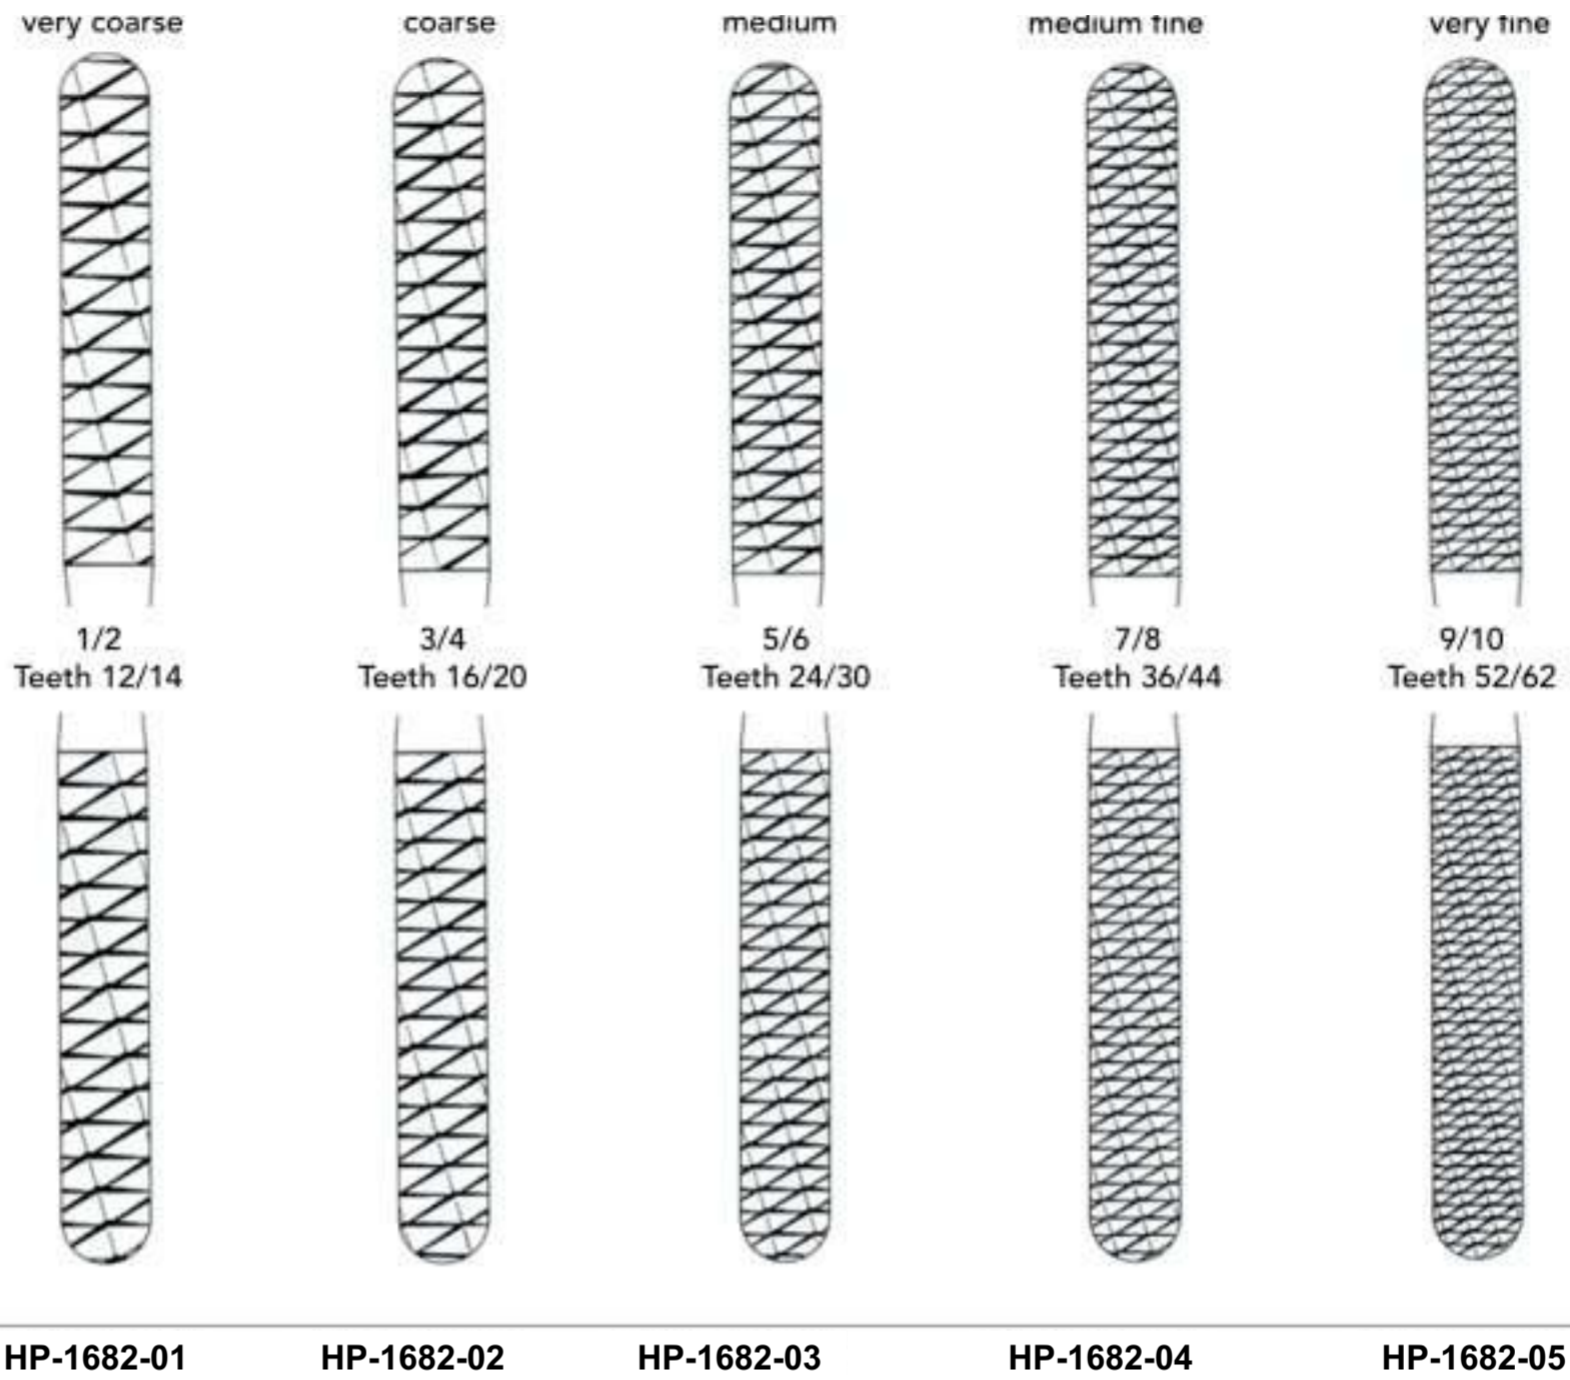 very coarse coarse medium medium fine very fine
1/2 3/4 5/6 7/8 9/10
Teeth 12/14 Teeth 16/20 Teeth 24/30 Teeth 36/44 Teeth 52/62
HP-1682-01 HP-1682-02 HP-1682-03 HP-1682-04 HP-1682-05